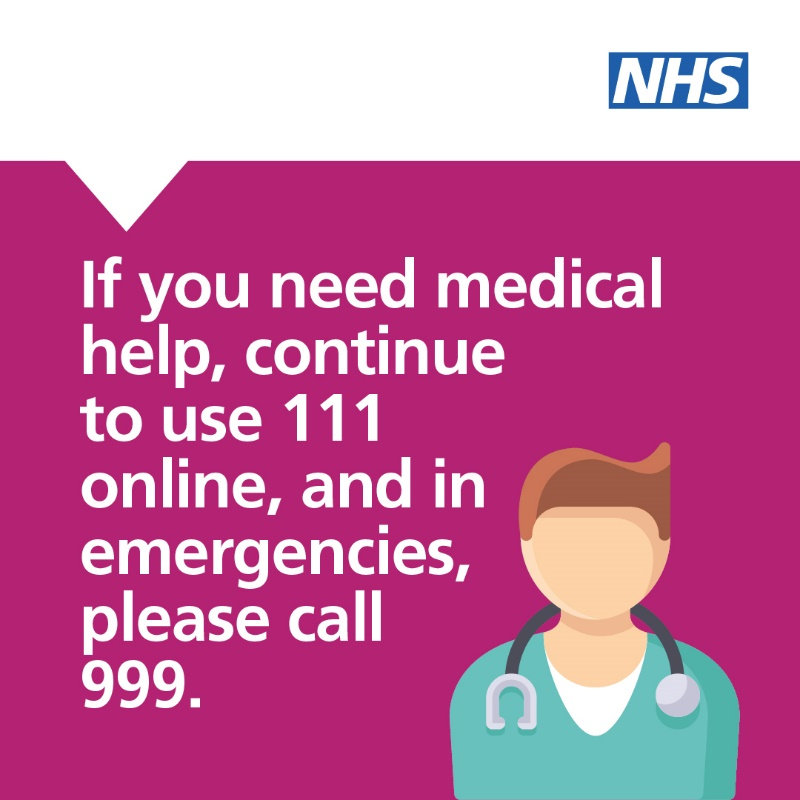 NHS
If you need medical
help, continue
to use 111
online, and in
emergencies,
please call
999.